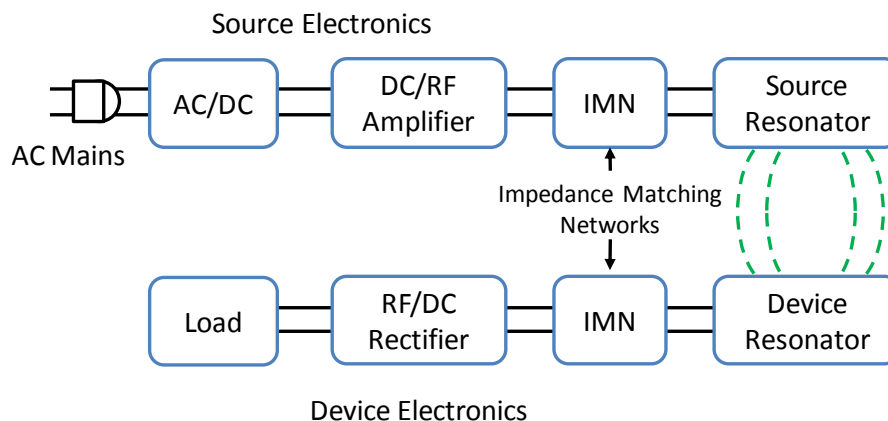 Source Electronics
AC Mains
AC/DC
DC/RF
Amplifier
IMN
Source
Resonator
Impedance Matching
Networks
Load
RF/DC
Rectifier
IMN
Device
Resonator
Device Electronics